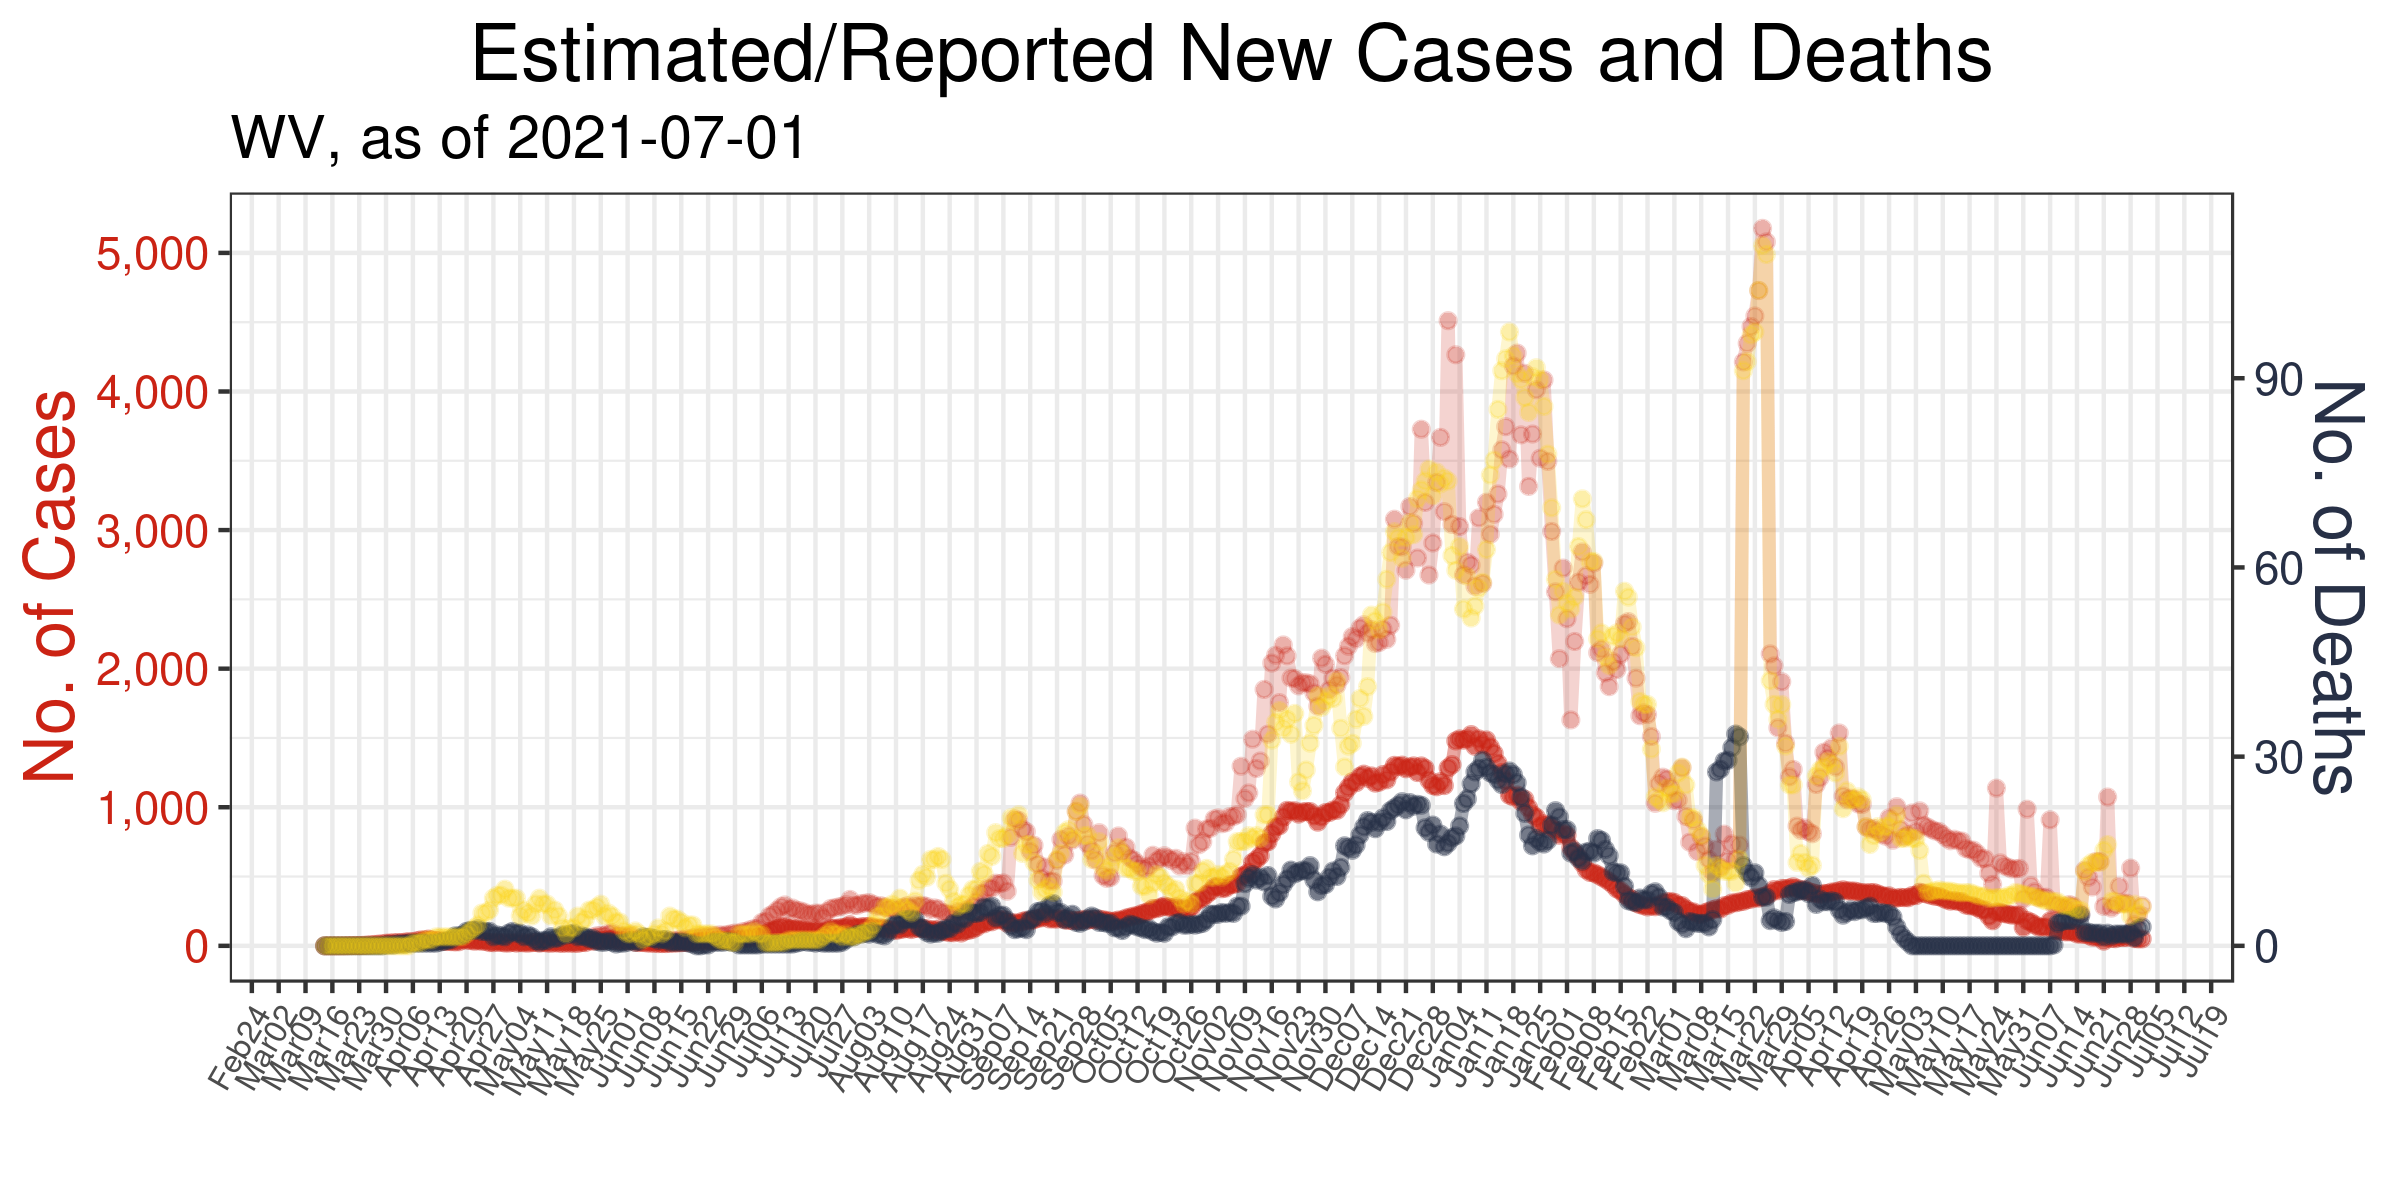 Estimated/Reported New Cases and Deaths
WV, as of 2021-07-01
No. of Cases
5,000
4,000
3,000
2,000
1,000
0
90
60
30
0
No. of Deaths
Feb24
Mar02
Mar09
Mar16
Mar23
Mar30
Apr06
Apr13
Apr20
Apr27
May04
May11
May18
May25
Jun01
Jun08
Jun15
Jun22
Jun29
Jul06
Jul13
Jul20
Jul27
Aug03
Aug10
Aug17
Aug24
Aug31
Sep07
Sep14
Sep21
Sep28
Oct05
Oct12
Oct19
Oct26
Nov02
Nov09
Nov16
Nov23
Nov30
Dec07
Dec14
Dec21
Dec28
Jan04
Jan11
Jan18
Jan25
Feb01
Feb08
Feb15
Feb22
Mar01
Mar08
Mar15
Mar22
Mar29
Apr05
Apr12
Apr19
Apr26
May03
May10
May17
May24
May31
Jun07
Jun14
Jun21
Jun28
Jul05
Jul12
Jul19